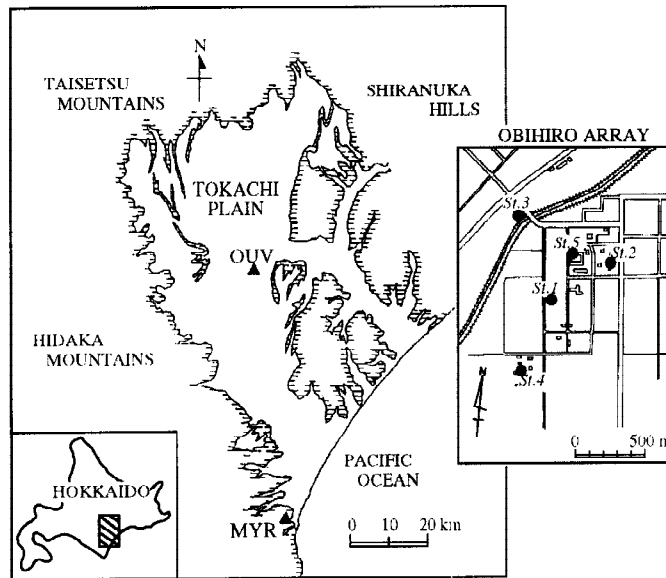 N
TAISETSU
MOUNTAINS
SHIRANUKA
HILLS
TOKACHI
PLAIN
OUV
HIDAKA
MOUNTAINS
HOKKAIDO
MYR
PACIFIC
OCEAN
0 10 20 km
OBIHIRO ARRAY
St.3
St.5
St.2
St.1
St.4
N
0 500 m